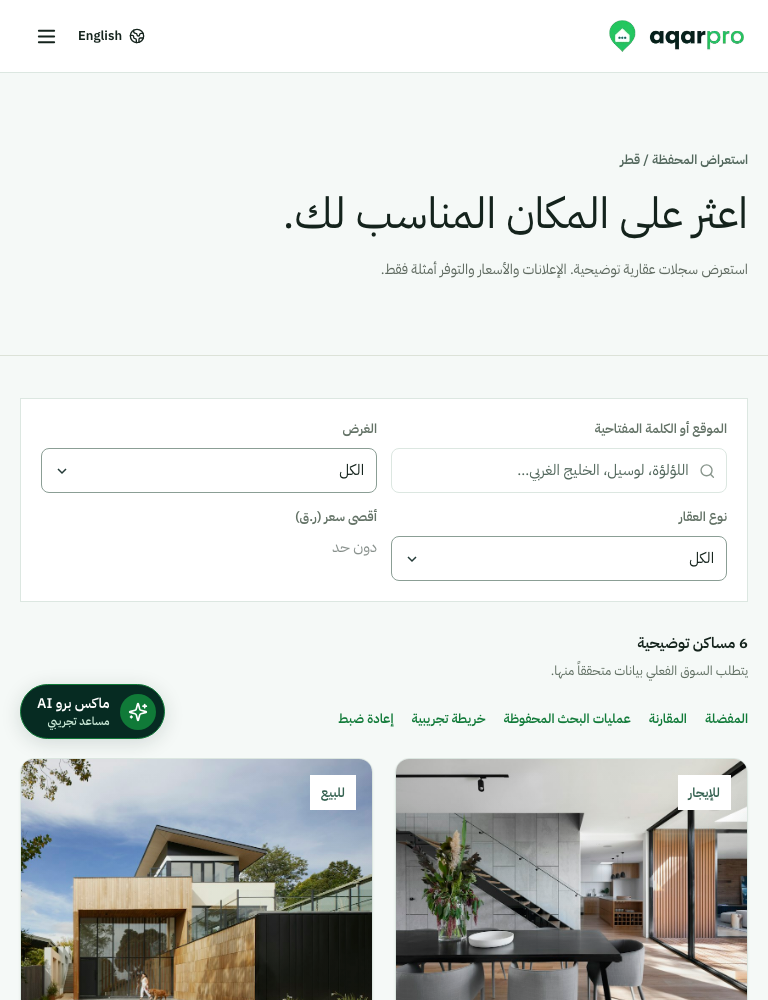 aqarpro
English
استعراض المحفظة / قطر
اعثر على المكان المناسب لك.
استعرض سجلات عقارية توضيحية. الإعلانات والأسعار والتوفر أمثلة فقط.
الموقع أو الكلمة المفتاحية
اللؤلؤة، لوسيل، الخليج الغربي...
الغرض
الكل
نوع العقار
الكل
أقصى سعر (ر.ق)
دون حد
6 مساكن توضيحية
يتطلب السوق الفعلي بيانات متحققاً منها.
المفضلة المقارنة عمليات البحث المحفوظة خريطة تجريبية إعادة ضبط
ماكس برو AI
مساعد تجريبي
للإيجار
للبيع